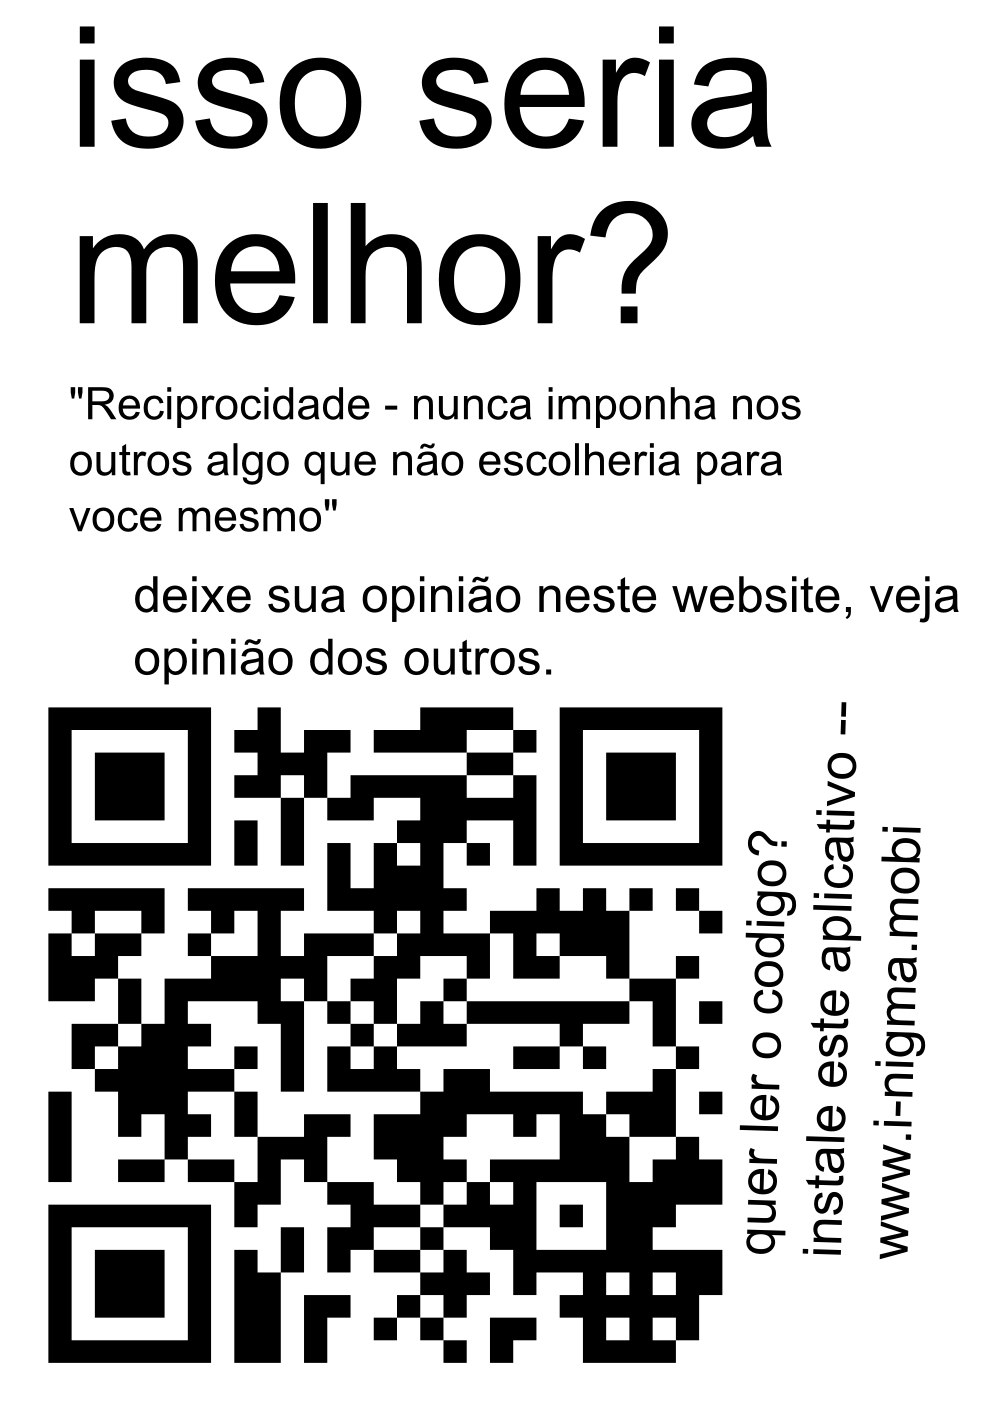 isso seria
melhor?
"Reciprocidade - nunca imponha nos
outros algo que não escolheria para
voce mesmo"
deixe sua opinião neste website, veja
opinião dos outros.
quer ler o codigo?
instale este aplicativo --
www.i-nigma.mobi